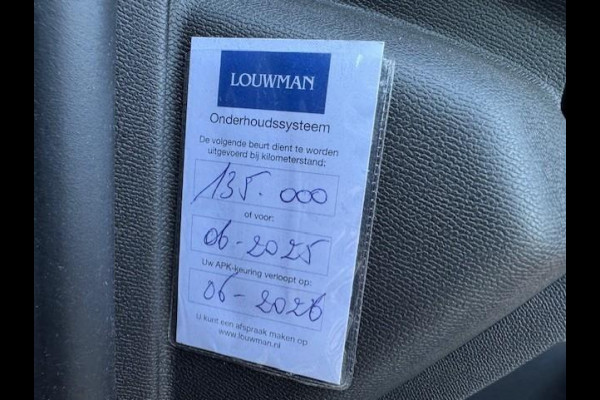 LOUWMAN
Onderhoudssysteem
De volgende beurt dient te worden
uitgevoerd bij kilometerstand:
135.000
of voor:
06-2025
Uw APK-keuring verloopt op:
06-2026
U kunt een afspraak maken op
www.louwman.nl